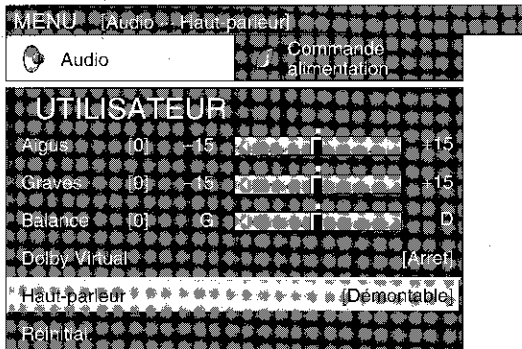 MENU [Audio - Haut-parleur]
Audio
Commande
alimentation
UTILISATEUR
Aigus [0] -15 +15
Graves [0] -15 +15
Balance [0] G D
Dolby Virtual [Arret]
Haut-parleur [Démontable]
Réinitial.